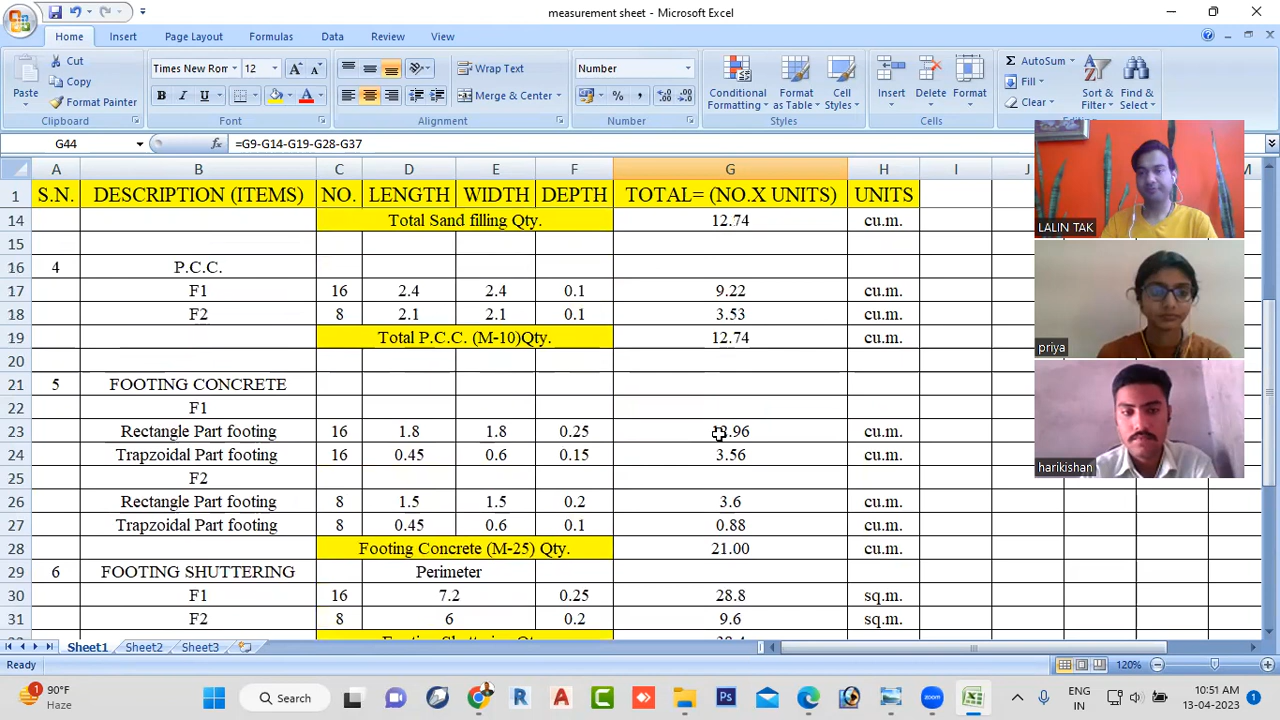 measurement sheet - Microsoft Excel
Home Insert Page Layout Formulas Data Review View
Cut
Copy
Format Painter
Paste
Clipboard
Times New Rom 12
B I U
Font
Wrap Text
Merge & Center
Alignment
Number
Number
Conditional Formatting
Format as Table
Cell Styles
Styles
Insert Delete Format
Cells
AutoSum
Fill
Clear
Sort & Filter
Find & Select
G44 fx =G9-G14-G19-G28-G37
A B C D E F G H I J M
1 S.N. DESCRIPTION (ITEMS) NO. LENGTH WIDTH DEPTH TOTAL= (NO.X UNITS) UNITS
14 Total Sand filling Qty. 12.74 cu.m.
15
16 4 P.C.C.
17 F1 16 2.4 2.4 0.1 9.22 cu.m.
18 F2 8 2.1 2.1 0.1 3.53 cu.m.
19 Total P.C.C. (M-10)Qty. 12.74 cu.m.
20
21 5 FOOTING CONCRETE
22 F1
23 Rectangle Part footing 16 1.8 1.8 0.25 cu.m.
24 Trapzoidal Part footing 16 0.45 0.6 0.15 3.56 cu.m.
25 F2
26 Rectangle Part footing 8 1.5 1.5 0.2 3.6 cu.m.
27 Trapzoidal Part footing 8 0.45 0.6 0.1 0.88 cu.m.
28 Footing Concrete (M-25) Qty. 21.00 cu.m.
29 6 FOOTING SHUTTERING Perimeter
30 F1 16 7.2 0.25 28.8 sq.m.
31 F2 8 6 0.2 9.6 sq.m.
LALIN TAK
priya
harikishan
Sheet1 Sheet2 Sheet3
Ready 120%
90°F
Haze
1
Search
ENG
IN
10:51 AM
13-04-2023